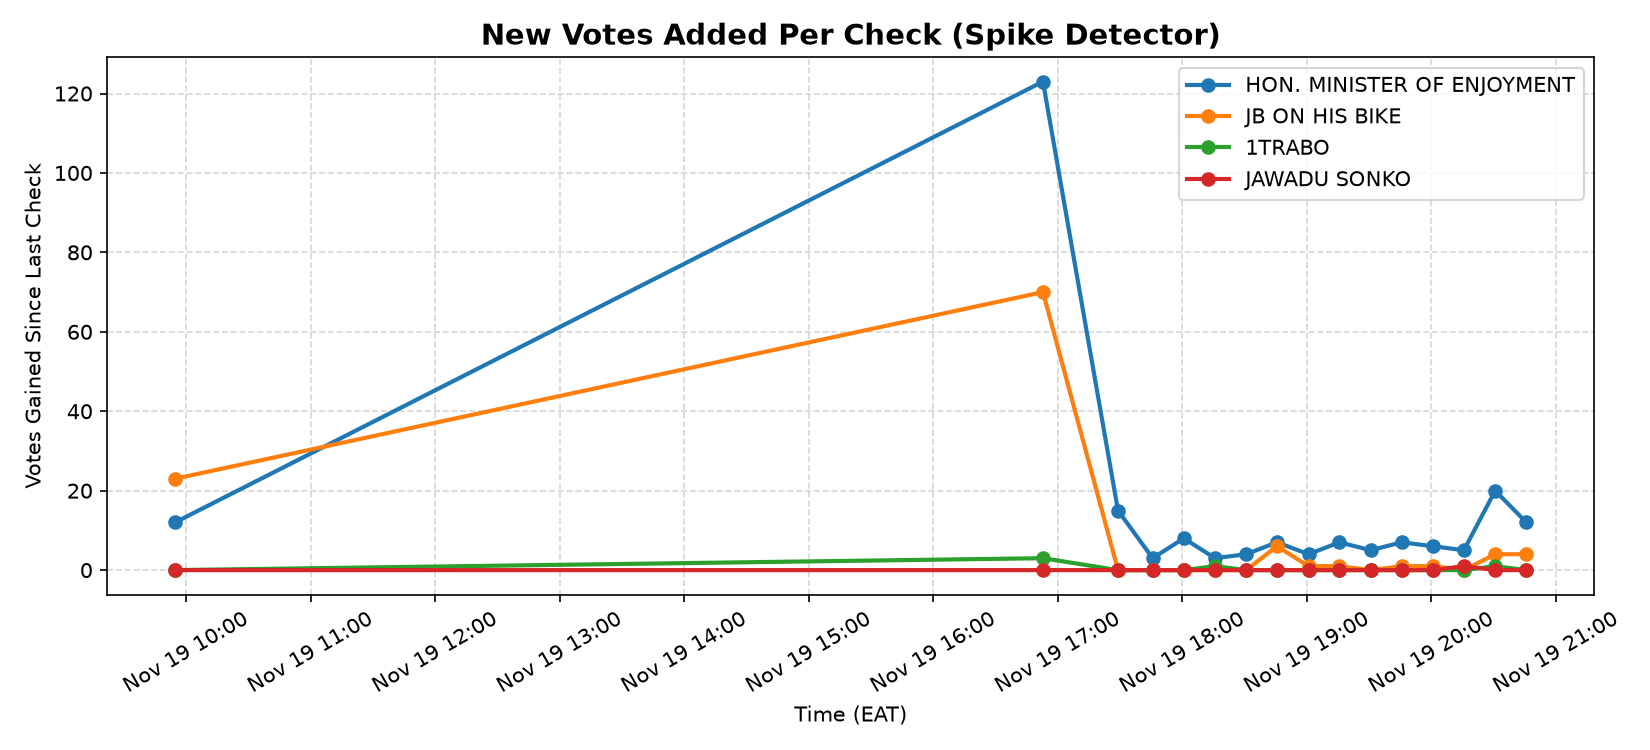 New Votes Added Per Check (Spike Detector)
HON. MINISTER OF ENJOYMENT
JB ON HIS BIKE
1TRABO
JAWADU SONKO
Votes Gained Since Last Check
120
100
80
60
40
20
0
Nov 19 10:00
Nov 19 11:00
Nov 19 12:00
Nov 19 13:00
Nov 19 14:00
Nov 19 15:00
Nov 19 16:00
Nov 19 17:00
Nov 19 18:00
Nov 19 19:00
Nov 19 20:00
Nov 19 21:00
Time (EAT)